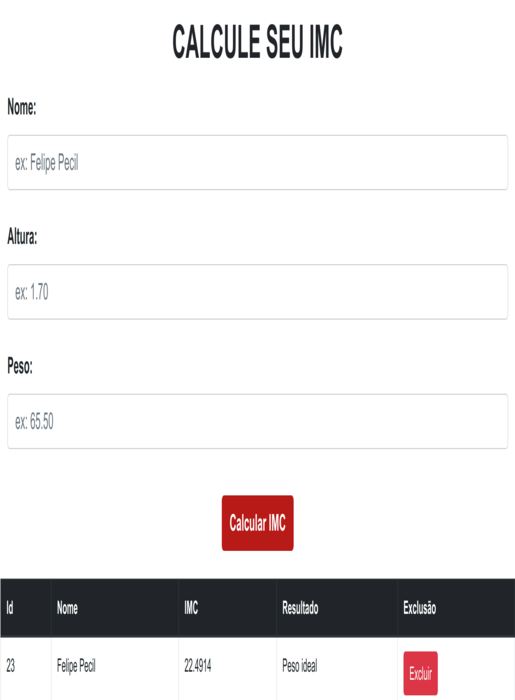 CALCULE SEU IMC
Nome:
ex: Felipe Pecil
Altura:
ex: 1.70
Peso:
ex: 65.50
Calcular IMC
Id Nome IMC Resultado Exclusão
23 Felipe Pecil 22.4914 Peso ideal Excluir